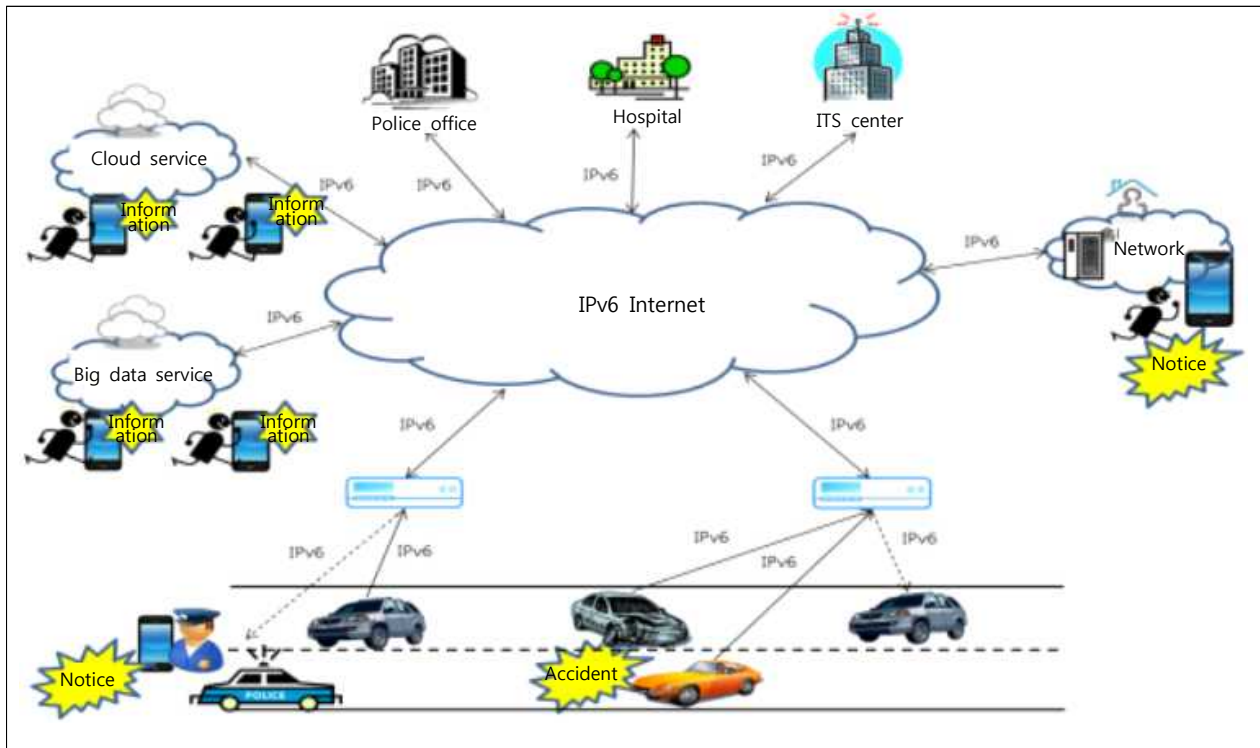 Police office
Hospital
ITS center
Cloud service
IPv6
IPv6
IPv6
IPv6
Inform
ation
Inform
ation
IPv6
Network
IPv6 Internet
IPv6
Big data service
Notice
Inform
ation
Inform
ation
IPv6
IPv6
IPv6
IPv6
IPv6
IPv6
IPv6
Notice
POLICE
Accident